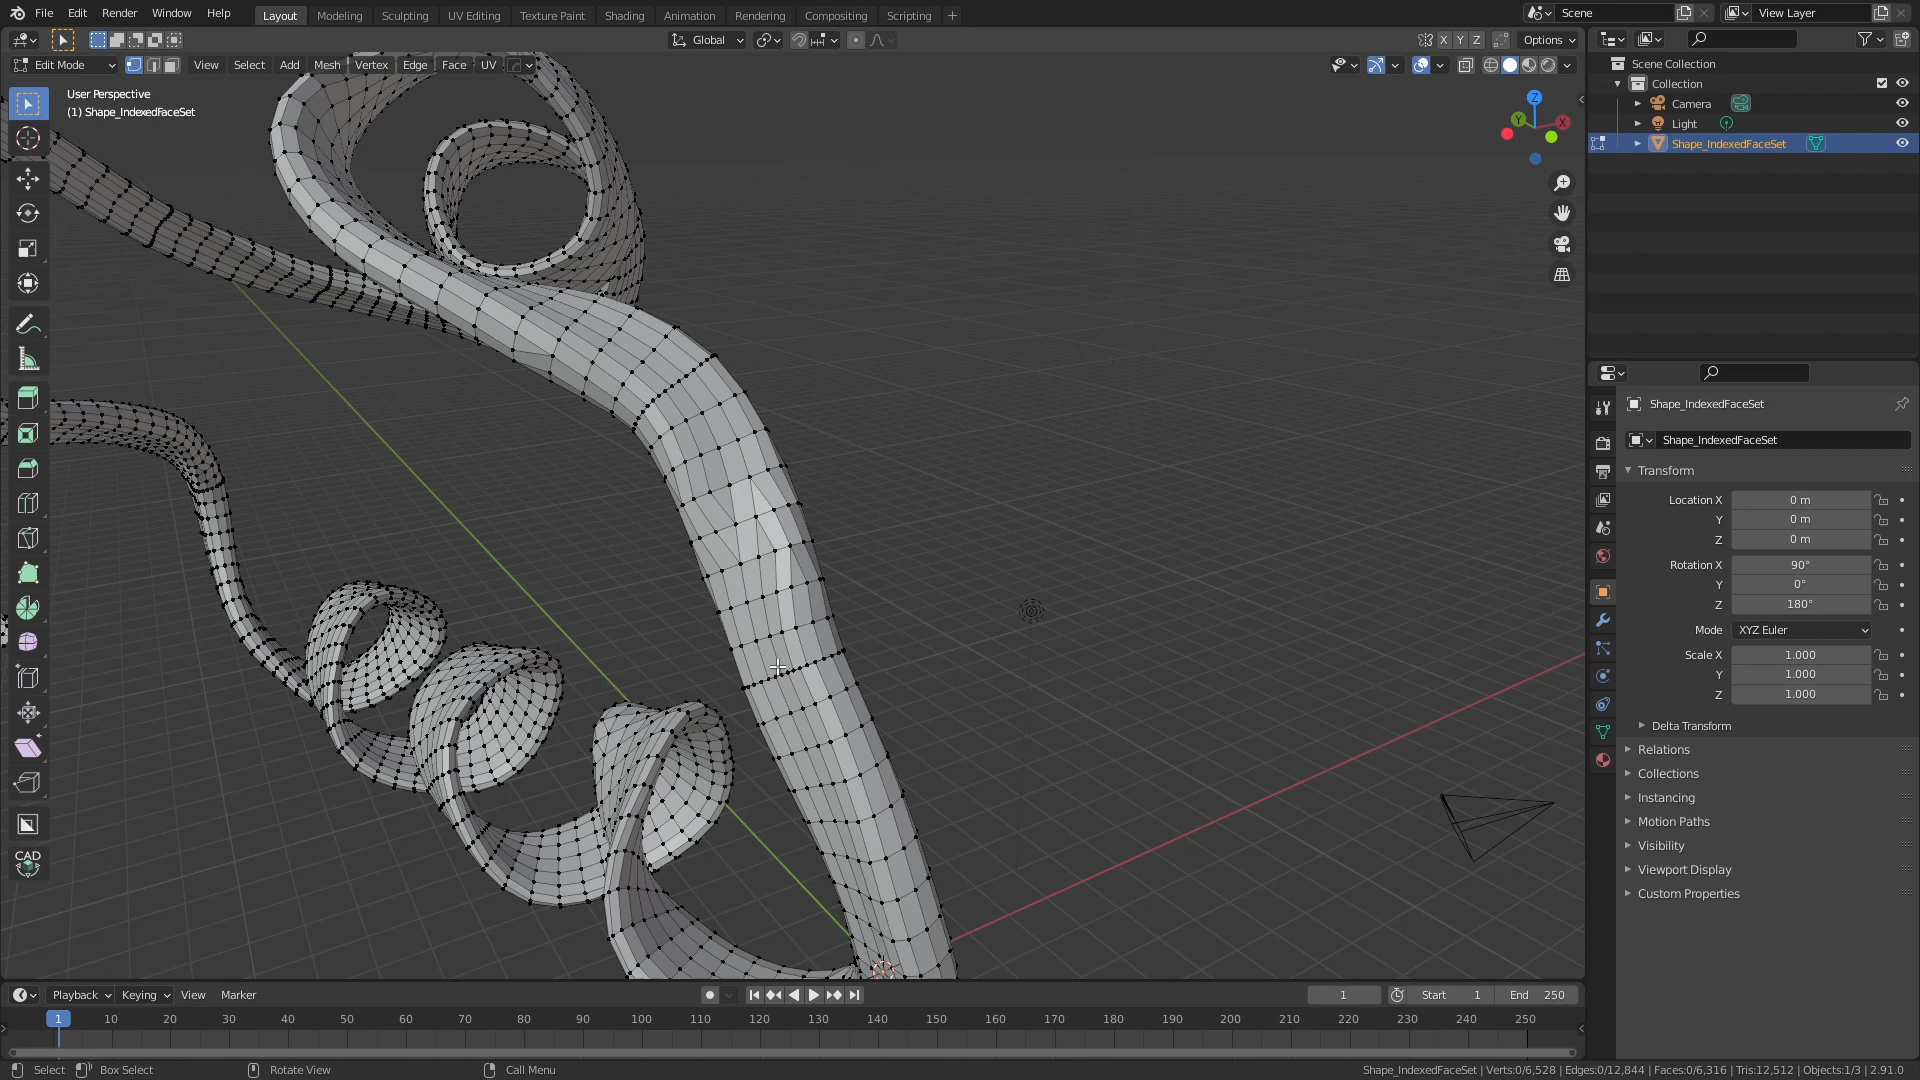 File Edit Render Window Help Layout Modeling Sculpting UV Editing Texture Paint Shading Animation Rendering Compositing Scripting + Scene View Layer
Global X Y Z Options
Edit Mode View Select Add Mesh Vertex Edge Face UV
User Perspective
(1) Shape_IndexedFaceSet
Z
Y
X
CAD
Scene Collection
Collection
Camera
Light
Shape_IndexedFaceSet
Shape_IndexedFaceSet
Shape_IndexedFaceSet
Transform
Location X 0 m
Y 0 m
Z 0 m
Rotation X 90°
Y 0°
Z 180°
Mode XYZ Euler
Scale X 1.000
Y 1.000
Z 1.000
Delta Transform
Relations
Collections
Instancing
Motion Paths
Visibility
Viewport Display
Custom Properties
Playback Keying View Marker 1 Start 1 End 250
1 10 20 30 40 50 60 70 80 90 100 110 120 130 140 150 160 170 180 190 200 210 220 230 240 250
Select Box Select Rotate View Call Menu Shape_IndexedFaceSet | Verts:0/6,528 | Edges:0/12,844 | Faces:0/6,316 | Tris:12,512 | Objects:1/3 | 2.91.0